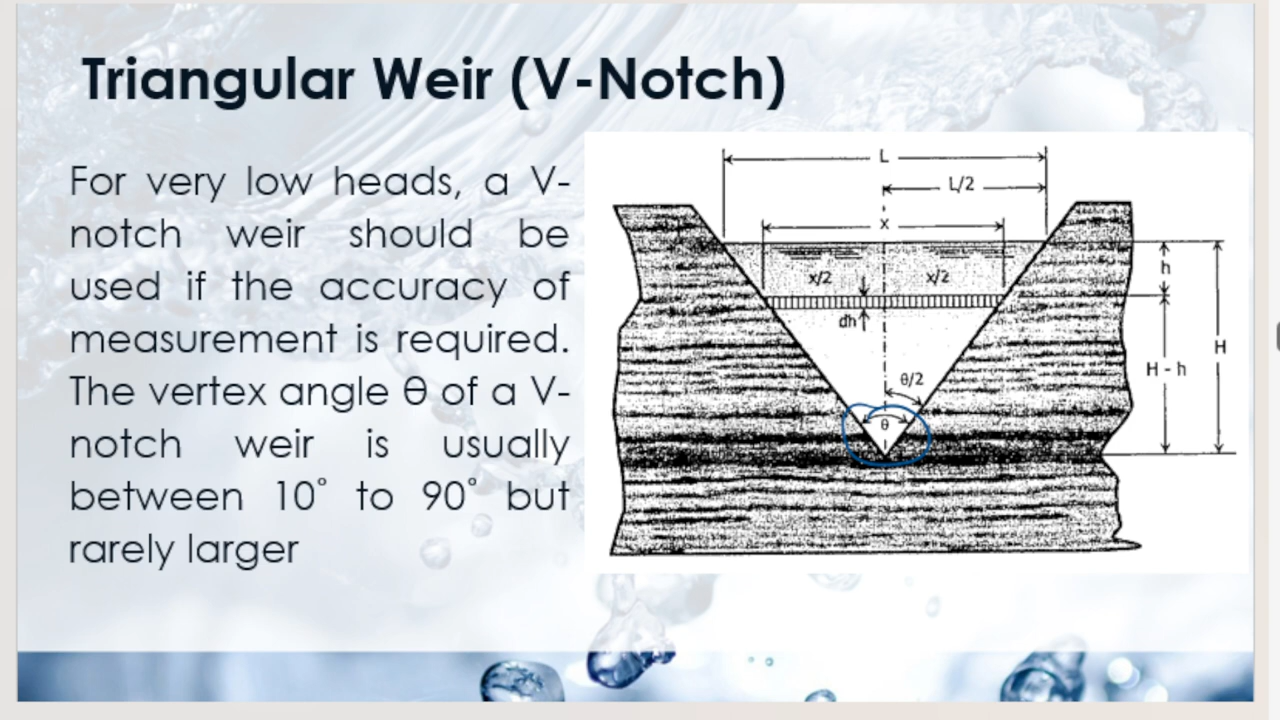 Triangular Weir (V-Notch)
For very low heads, a V-
notch weir should be
used if the accuracy of
measurement is required.
The vertex angle θ of a V-
notch weir is usually
between 10° to 90° but
rarely larger
L
L/2
x
x/2
x/2
h
dh
H
H - h
θ/2
θ